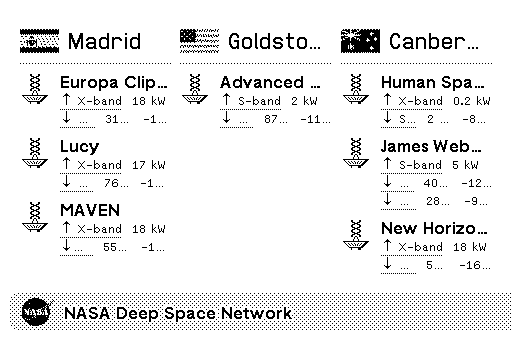 Madrid
Europa Clip...
↑ X-band 18 kW
↓ ... 31... -1...
Lucy
↑ X-band 17 kW
↓ ... 76... -1...
MAVEN
↑ X-band 18 kW
↓ ... 55... -1...
Goldsto...
Advanced ...
↑ S-band 2 kW
↓ ... 87... -11...
Canber...
Human Spa...
↑ X-band 0.2 kW
↓ S... 2 ... -8...
James Web...
↑ S-band 5 kW
↓ ... 40... -12...
↓ ... 28... -9...
New Horizo...
↑ X-band 18 kW
↓ ... 5... -16...
NASA NASA Deep Space Network